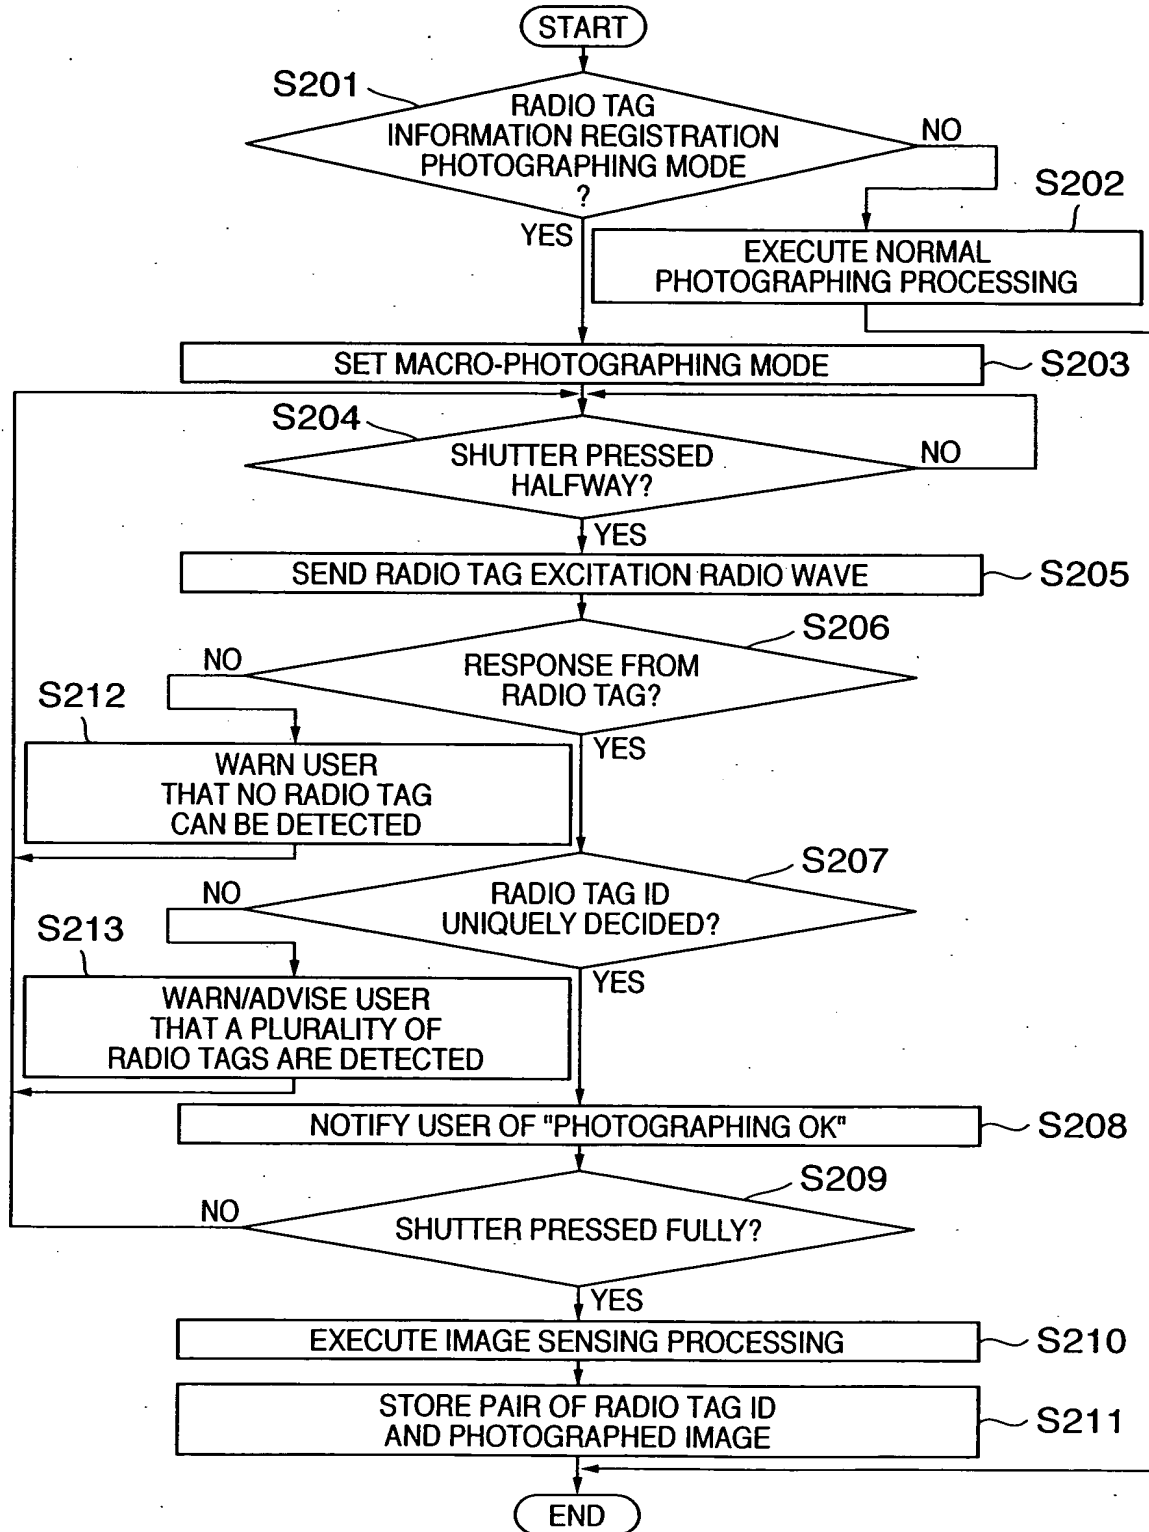 START
S201
RADIO TAG
INFORMATION REGISTRATION
PHOTOGRAPHING MODE
?
NO
YES
S202
EXECUTE NORMAL
PHOTOGRAPHING PROCESSING
SET MACRO-PHOTOGRAPHING MODE
S203
S204
SHUTTER PRESSED
HALFWAY?
NO
YES
SEND RADIO TAG EXCITATION RADIO WAVE
S205
S206
RESPONSE FROM
RADIO TAG?
NO
YES
S212
WARN USER
THAT NO RADIO TAG
CAN BE DETECTED
S207
RADIO TAG ID
UNIQUELY DECIDED?
NO
YES
S213
WARN/ADVISE USER
THAT A PLURALITY OF
RADIO TAGS ARE DETECTED
NOTIFY USER OF "PHOTOGRAPHING OK"
S208
S209
SHUTTER PRESSED FULLY?
NO
YES
EXECUTE IMAGE SENSING PROCESSING
S210
STORE PAIR OF RADIO TAG ID
AND PHOTOGRAPHED IMAGE
S211
END